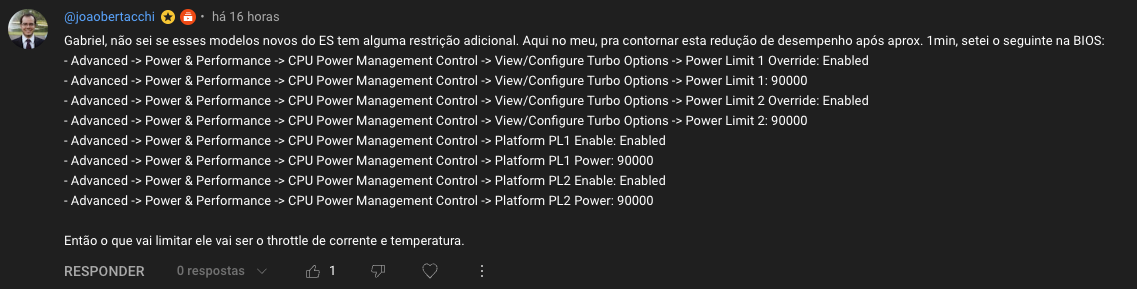 @joaobertacchi • há 16 horas
Gabriel, não sei se esses modelos novos do ES tem alguma restrição adicional. Aqui no meu, pra contornar esta redução de desempenho após aprox. 1min, setei o seguinte na BIOS:
- Advanced -> Power & Performance -> CPU Power Management Control -> View/Configure Turbo Options -> Power Limit 1 Override: Enabled
- Advanced -> Power & Performance -> CPU Power Management Control -> View/Configure Turbo Options -> Power Limit 1: 90000
- Advanced -> Power & Performance -> CPU Power Management Control -> View/Configure Turbo Options -> Power Limit 2 Override: Enabled
- Advanced -> Power & Performance -> CPU Power Management Control -> View/Configure Turbo Options -> Power Limit 2: 90000
- Advanced -> Power & Performance -> CPU Power Management Control -> Platform PL1 Enable: Enabled
- Advanced -> Power & Performance -> CPU Power Management Control -> Platform PL1 Power: 90000
- Advanced -> Power & Performance -> CPU Power Management Control -> Platform PL2 Enable: Enabled
- Advanced -> Power & Performance -> CPU Power Management Control -> Platform PL2 Power: 90000
Então o que vai limitar ele vai ser o throttle de corrente e temperatura.
RESPONDER 0 respostas 1